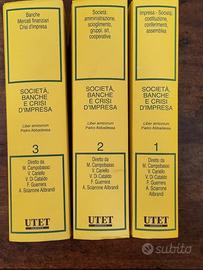 Banche
Mercati finanziari
Crisi d'impresa
SOCIETÀ,
BANCHE
E CRISI
D'IMPRESA
Liber amicorum
Pietro Abbadessa
3
Diretto da
M. Campobasso
V. Cariello
V. Di Cataldo
F. Guerrera
A. Sciarrone Alibrandi
UTET
Società:
amministrazione,
scioglimento,
gruppi, srl,
cooperative
SOCIETÀ,
BANCHE
E CRISI
D'IMPRESA
Liber amicorum
Pietro Abbadessa
2
Diretto da
M. Campobasso
V. Cariello
V. Di Cataldo
F. Guerrera
A. Sciarrone Alibrandi
UTET
Impresa - Società:
costituzione,
conferimenti,
assemblea
SOCIETÀ,
BANCHE
E CRISI
D'IMPRESA
Liber amicorum
Pietro Abbadessa
1
Diretto da
M. Campobasso
V. Cariello
V. Di Cataldo
F. Guerrera
A. Sciarrone Alibrandi
UTET
subito